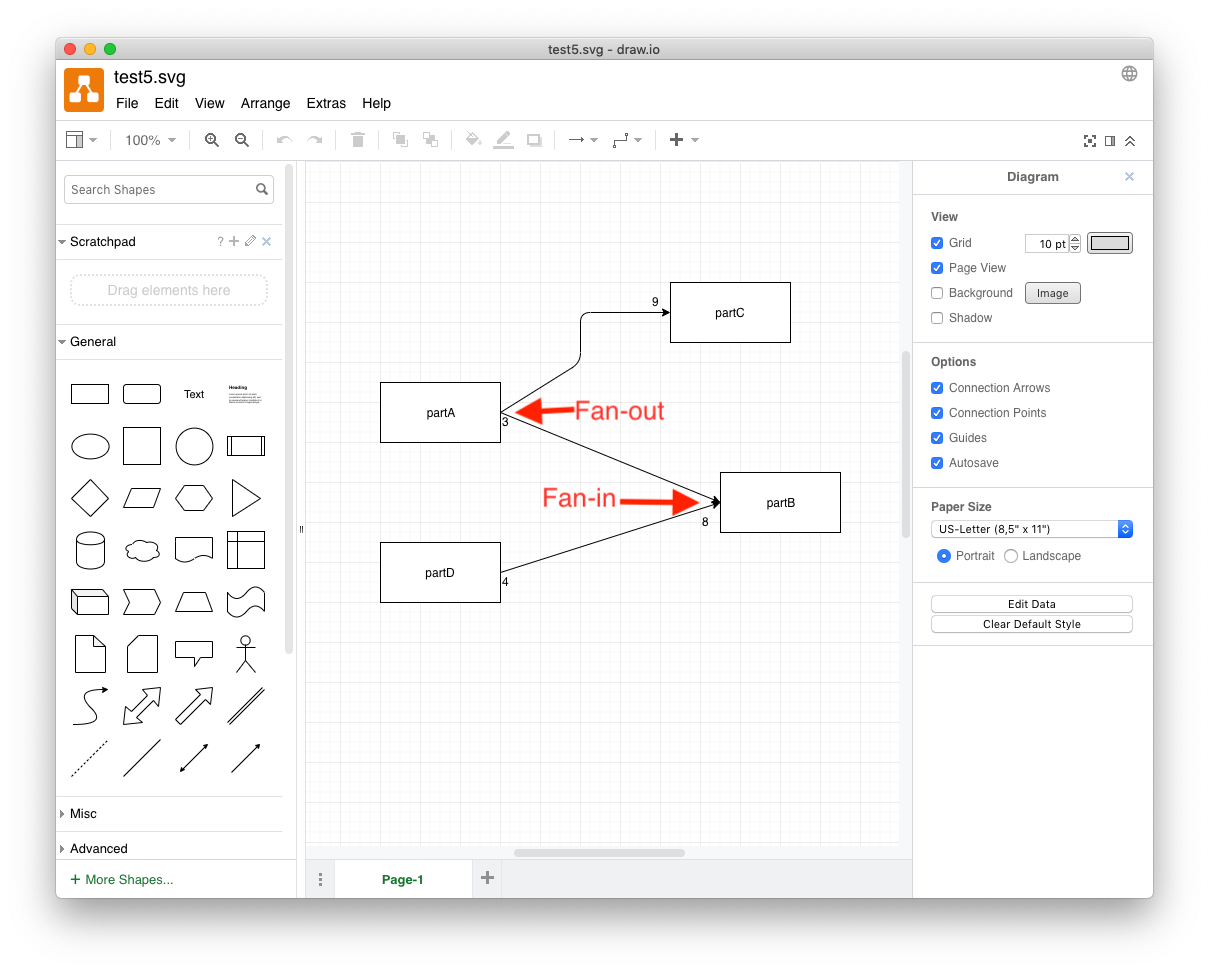 test5.svg - draw.io
test5.svg
File Edit View Arrange Extras Help
100%
Search Shapes
Scratchpad ?
Drag elements here
General
Text
Heading
Misc
Advanced
+ More Shapes...
9
partC
partA
3
Fan-out
Fan-in
partB
8
partD
4
Page-1
Diagram
View
Grid 10 pt
Page View
Background Image
Shadow
Options
Connection Arrows
Connection Points
Guides
Autosave
Paper Size
US-Letter (8,5" x 11")
Portrait Landscape
Edit Data
Clear Default Style